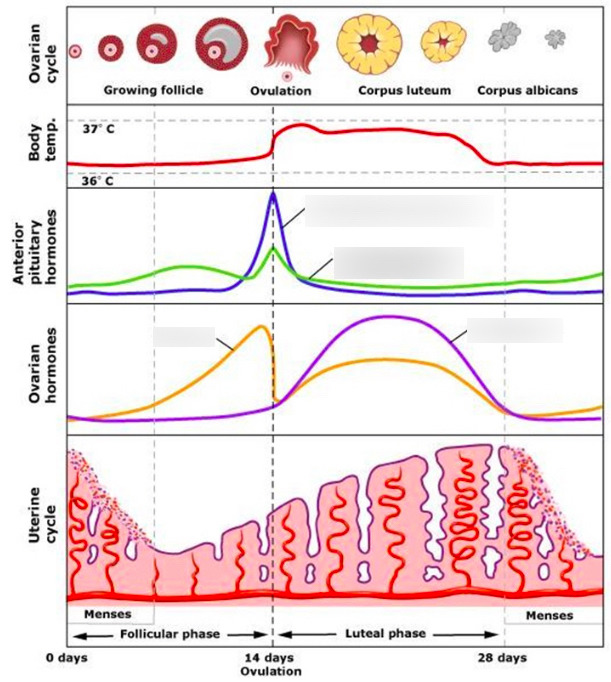 Ovarian
cycle
Growing follicle
Ovulation
Corpus luteum
Corpus albicans
Body
temp.
37° C
36° C
Anterior
pituitary
hormones
Ovarian
hormones
Uterine
cycle
Menses
Menses
Follicular phase
Luteal phase
0 days
14 days
28 days
Ovulation